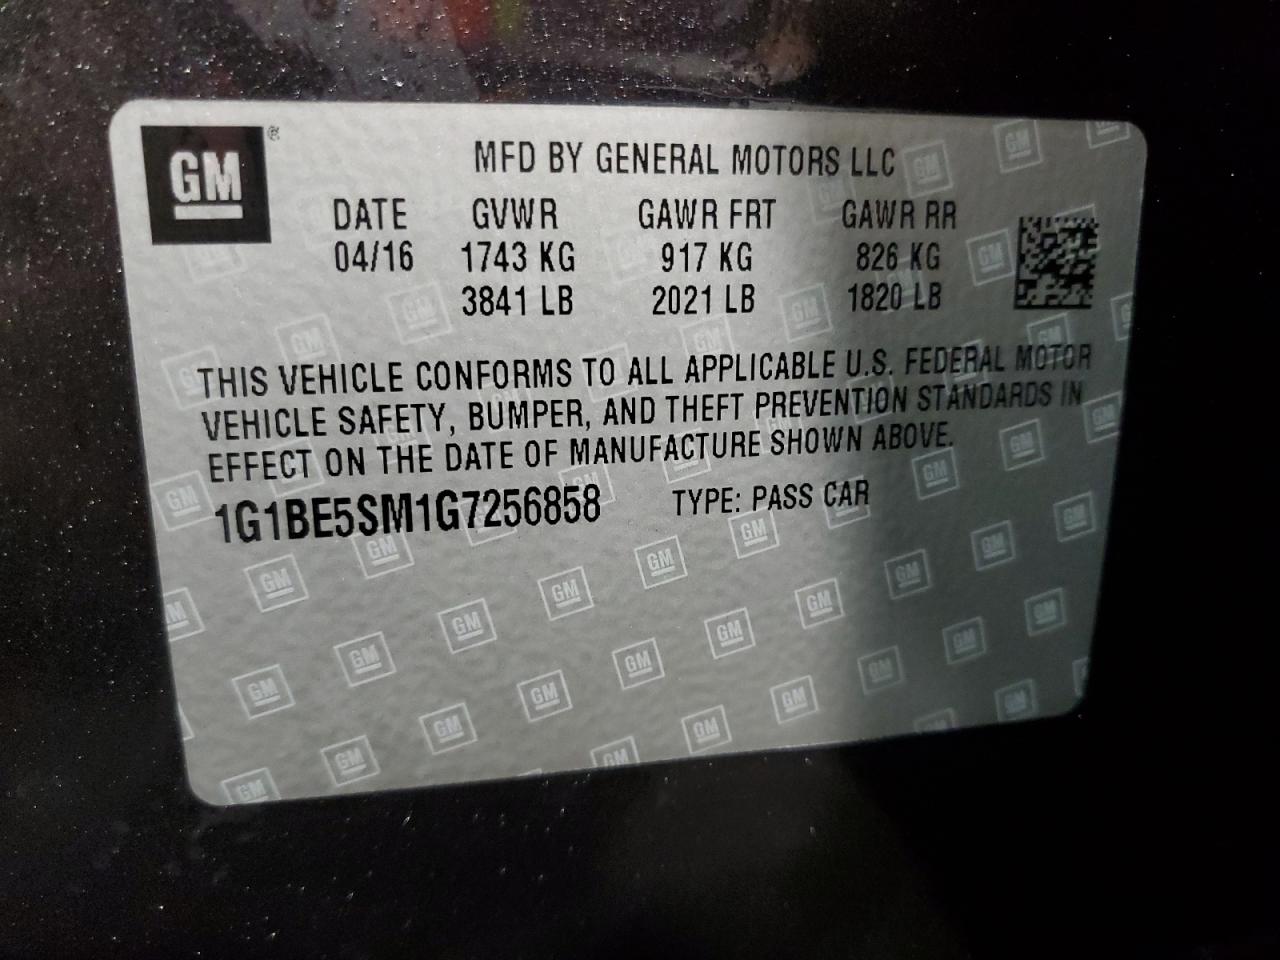 GM ®
MFD BY GENERAL MOTORS LLC
DATE GVWR GAWR FRT GAWR RR
04/16 1743 KG 917 KG 826 KG
3841 LB 2021 LB 1820 LB
THIS VEHICLE CONFORMS TO ALL APPLICABLE U.S. FEDERAL MOTOR
VEHICLE SAFETY, BUMPER, AND THEFT PREVENTION STANDARDS IN
EFFECT ON THE DATE OF MANUFACTURE SHOWN ABOVE.
1G1BE5SM1G7256858 TYPE: PASS CAR